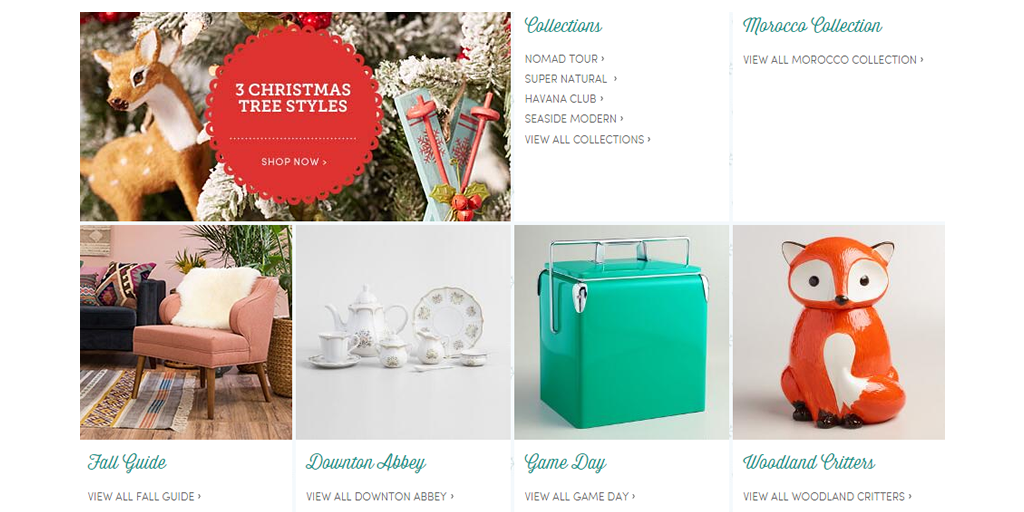 3 CHRISTMAS
TREE STYLES
SHOP NOW >
Collections
NOMAD TOUR ›
SUPER NATURAL ›
HAVANA CLUB ›
SEASIDE MODERN ›
VIEW ALL COLLECTIONS ›
Morocco Collection
VIEW ALL MOROCCO COLLECTION ›
Fall Guide
VIEW ALL FALL GUIDE ›
Downton Abbey
VIEW ALL DOWNTON ABBEY ›
Game Day
VIEW ALL GAME DAY ›
Woodland Critters
VIEW ALL WOODLAND CRITTERS ›